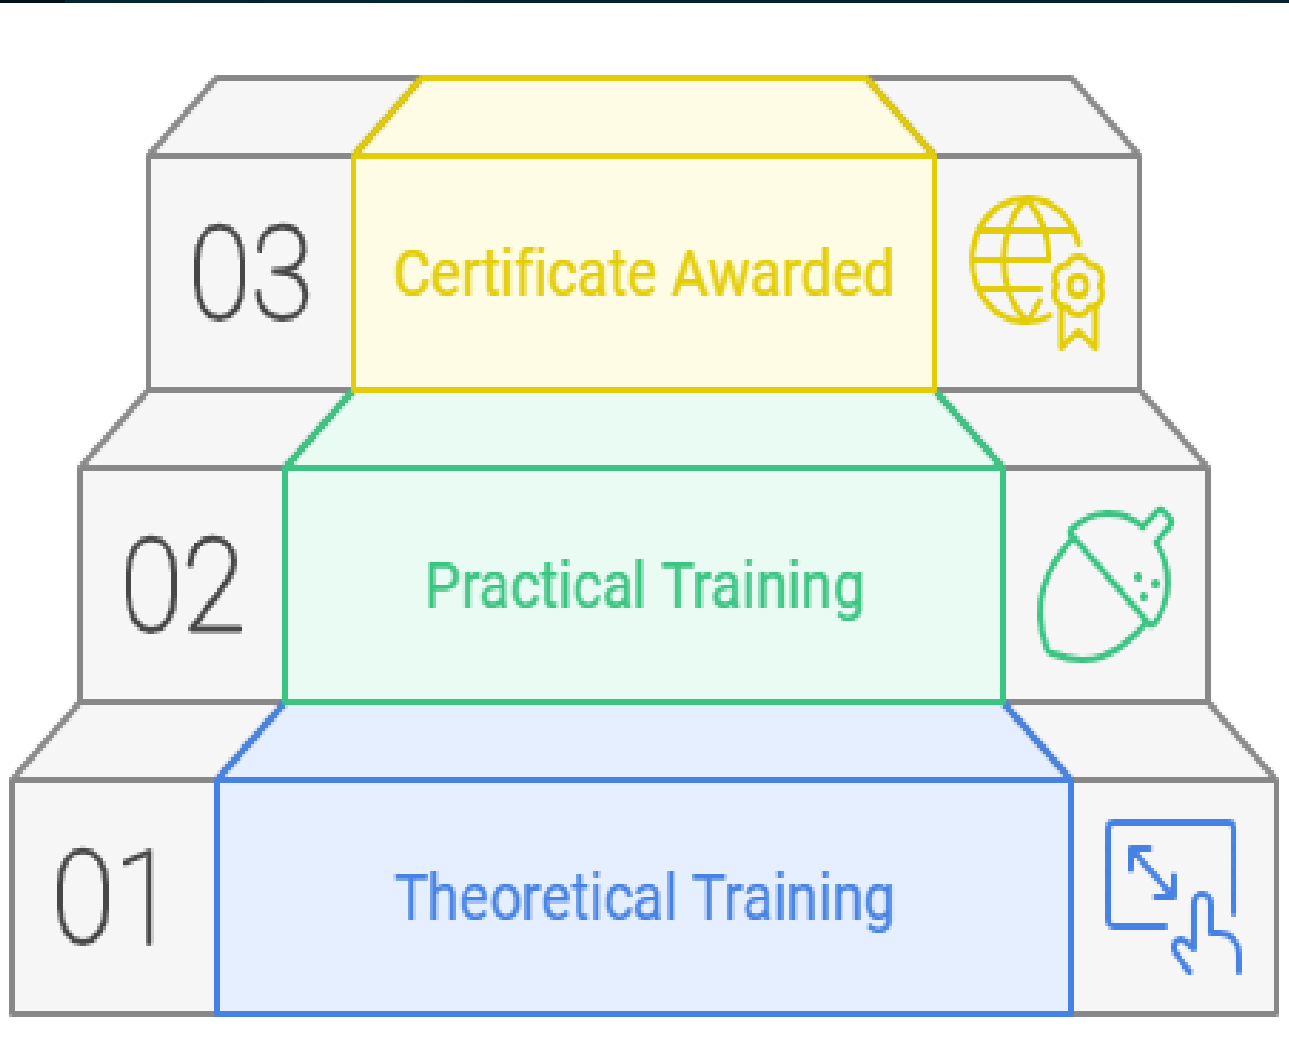 03
Certificate Awarded
02
Practical Training
01
Theoretical Training